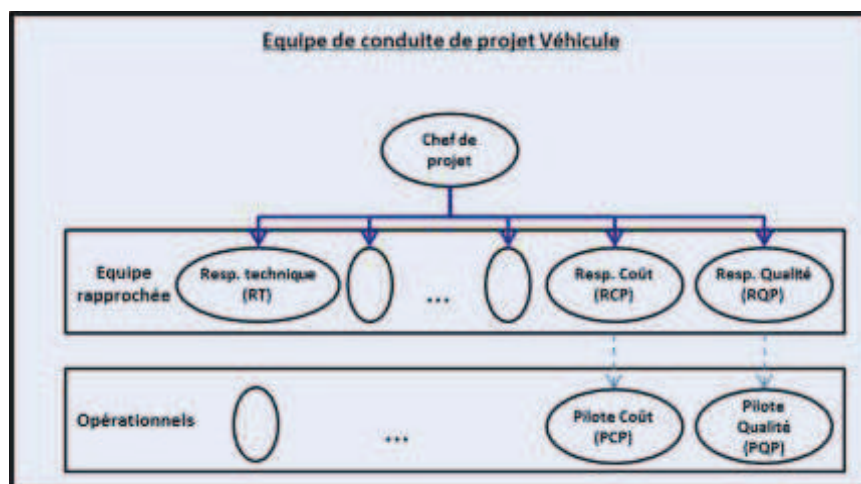 Equipe de conduite de projet Véhicule
Chef de
projet
Equipe
rapprochée
Resp. technique
(RT)
...
Resp. Coût
(RCP)
Resp. Qualité
(RQP)
Opérationnels
...
Pilote Coût
(PCP)
Pilote
Qualité
(PQP)